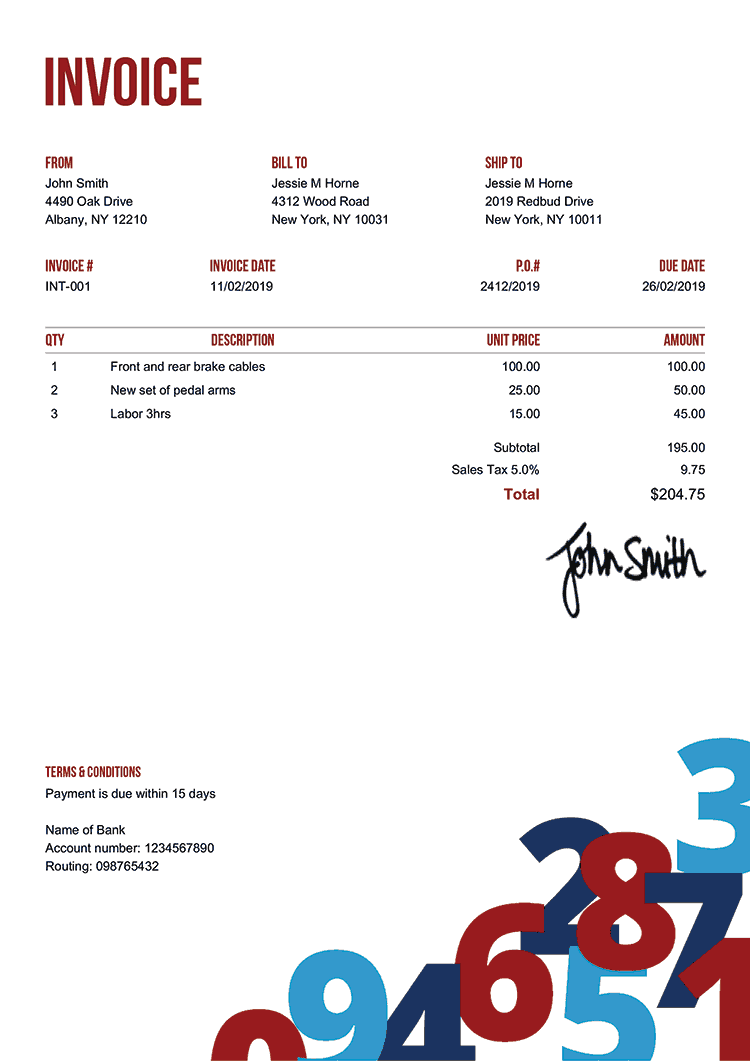 INVOICE
FROM BILL TO SHIP TO
John Smith Jessie M Horne Jessie M Horne
4490 Oak Drive 4312 Wood Road 2019 Redbud Drive
Albany, NY 12210 New York, NY 10031 New York, NY 10011
INVOICE # INVOICE DATE P.O.# DUE DATE
INT-001 11/02/2019 2412/2019 26/02/2019
QTY DESCRIPTION UNIT PRICE AMOUNT
1 Front and rear brake cables 100.00 100.00
2 New set of pedal arms 25.00 50.00
3 Labor 3hrs 15.00 45.00
Subtotal 195.00
Sales Tax 5.0% 9.75
Total $204.75
John Smith
TERMS & CONDITIONS
Payment is due within 15 days
Name of Bank
Account number: 1234567890
Routing: 098765432
3
2 8 7
6 5 1
0 9 4